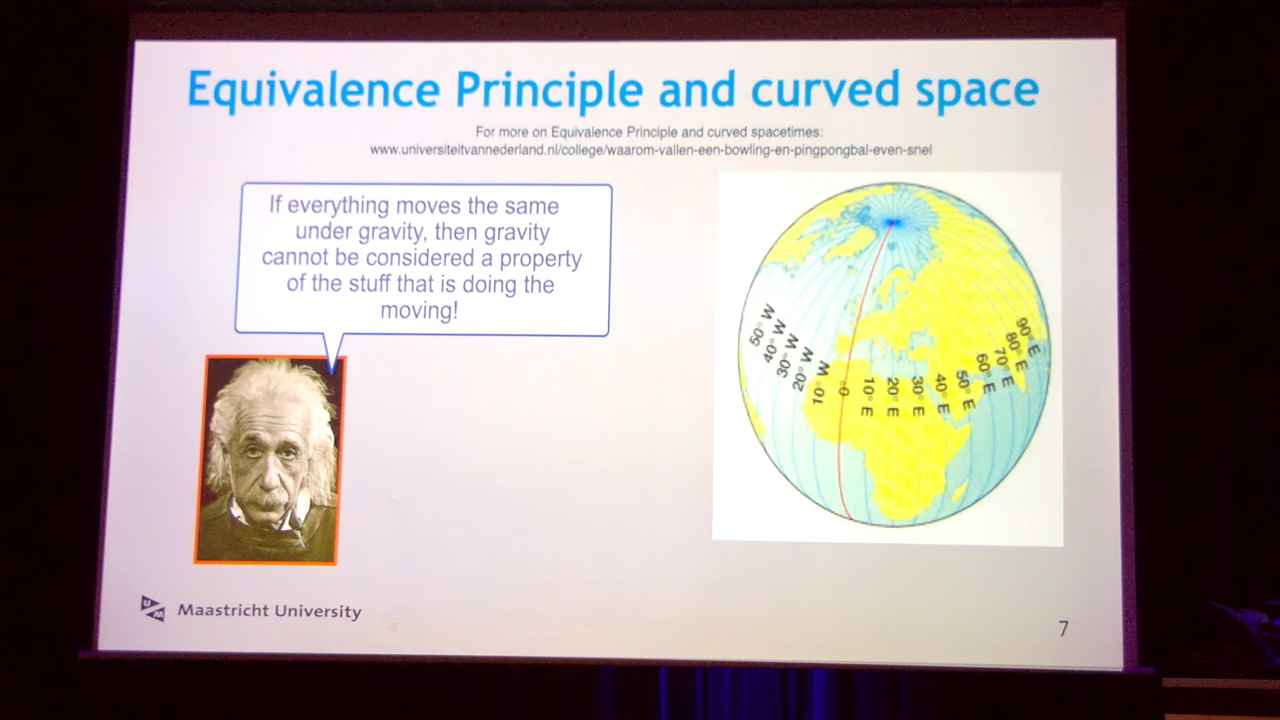 Equivalence Principle and curved space
For more on Equivalence Principle and curved spacetimes:
www.universiteitvannederland.nl/college/waarom-vallen-een-bowling-en-pingpongbal-even-snel
If everything moves the same
under gravity, then gravity
cannot be considered a property
of the stuff that is doing the
moving!
50° W
40° W
30° W
20° W
10° W
0°
10° E
20° E
30° E
40° E
50° E
60° E
70° E
80° E
90° E
UM
Maastricht University
7